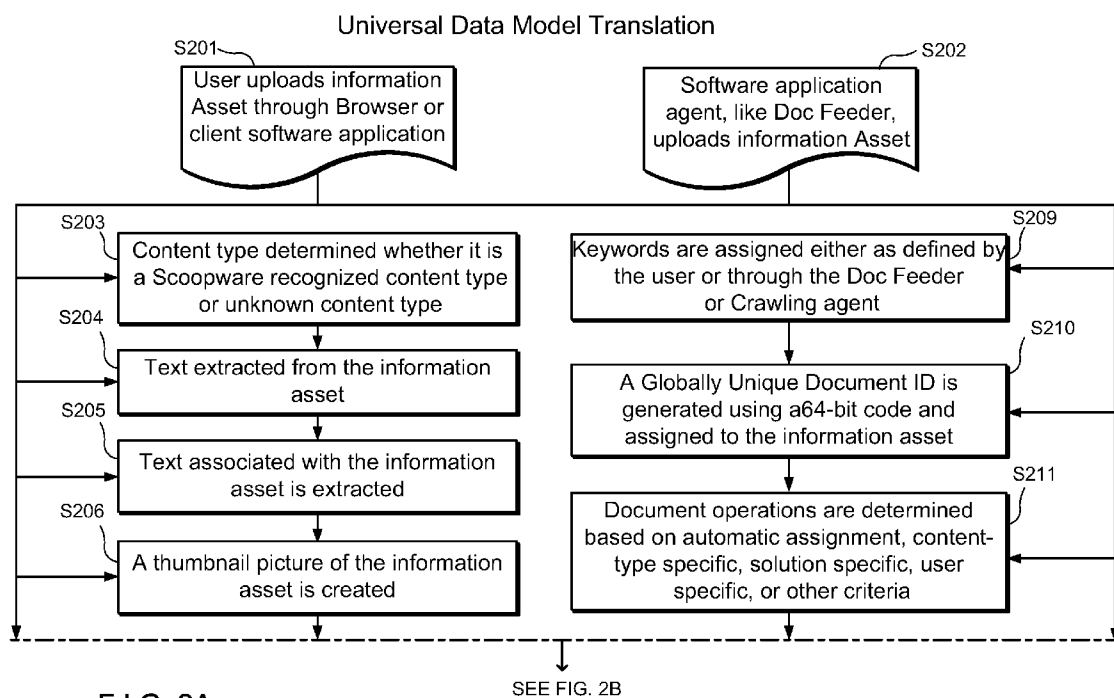 Universal Data Model Translation
S201
User uploads information
Asset through Browser or
client software application
S202
Software application
agent, like Doc Feeder,
uploads information Asset
S203
Content type determined whether it is
a Scoopware recognized content type
or unknown content type
S204
Text extracted from the information
asset
S205
Text associated with the information
asset is extracted
S206
A thumbnail picture of the information
asset is created
S209
Keywords are assigned either as defined by
the user or through the Doc Feeder
or Crawling agent
S210
A Globally Unique Document ID is
generated using a64-bit code and
assigned to the information asset
S211
Document operations are determined
based on automatic assignment, content-
type specific, solution specific, user
specific, or other criteria
SEE FIG. 2B